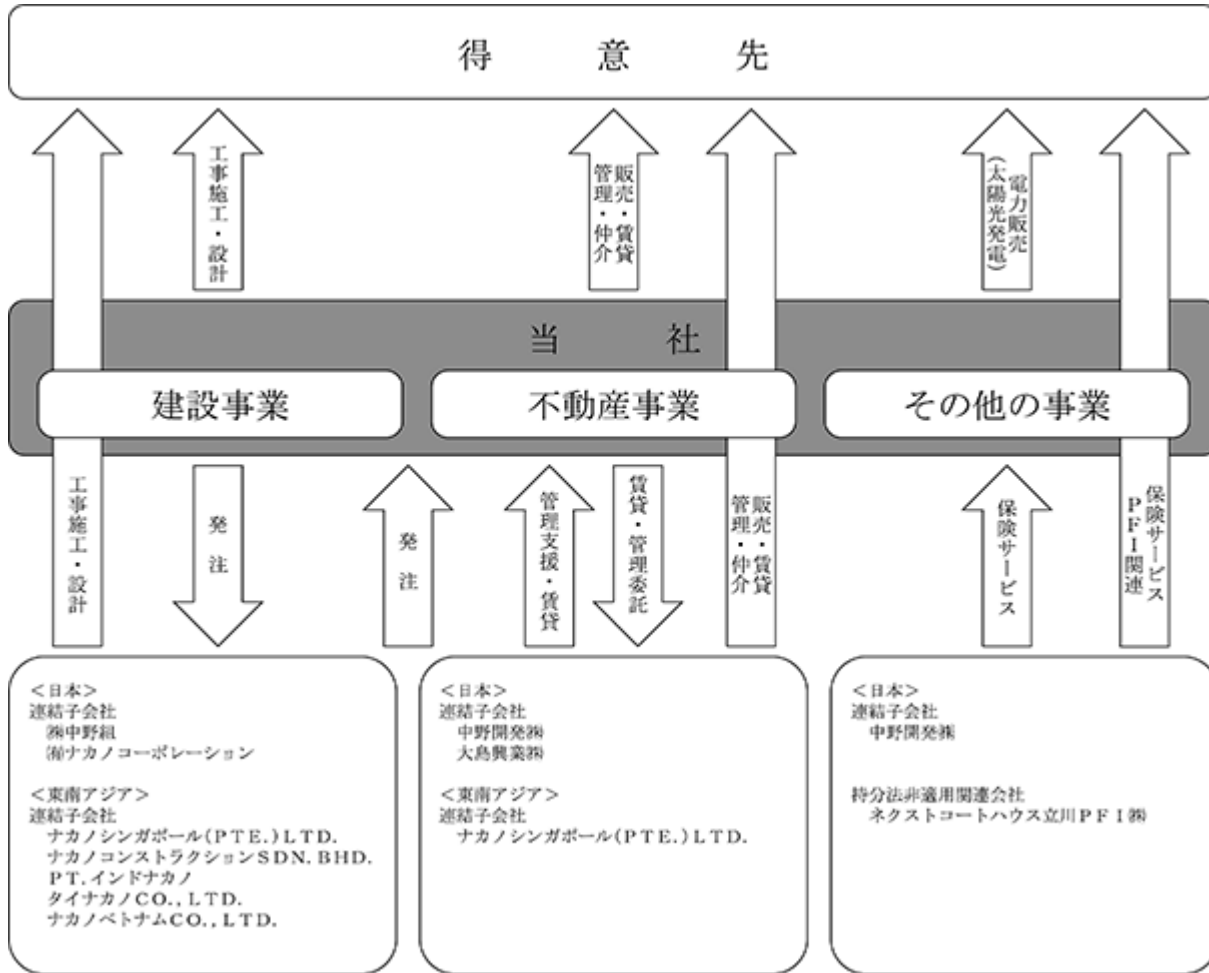 得意先
工事施工・設計
販売・賃貸
管理・仲介
電力販売
(太陽光発電)
当社
建設事業
不動産事業
その他の事業
工事施工・設計
発注
発注
管理支援・賃貸
賃貸・管理委託
販売・賃貸
管理・仲介
保険サービス
保険サービス
PFI関連
<日本>
連結子会社
㈱中野組
㈲ナカノコーポレーション
<東南アジア>
連結子会社
ナカノシンガポール(PTE.)LTD.
ナカノコンストラクションSDN.BHD.
PT.インドナカノ
タイナカノCO.,LTD.
ナカノベトナムCO.,LTD.
<日本>
連結子会社
中野開発㈱
大島興業㈱
<東南アジア>
連結子会社
ナカノシンガポール(PTE.)LTD.
<日本>
連結子会社
中野開発㈱
持分法非適用関連会社
ネクストコートハウス立川PFI㈱